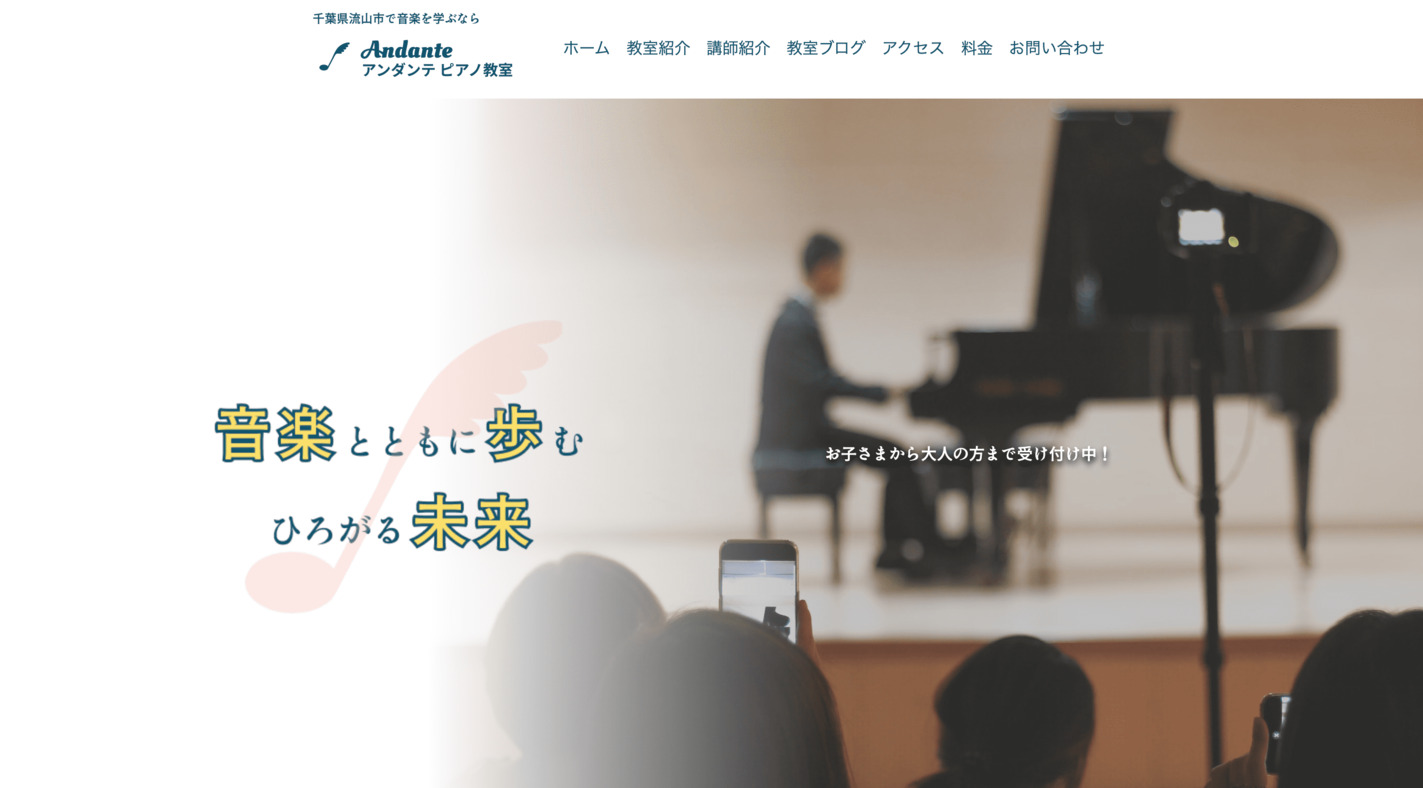 千葉県流山市で音楽を学ぶなら
Andante
アンダンテ ピアノ教室
ホーム 教室紹介 講師紹介 教室ブログ アクセス 料金 お問い合わせ
音楽とともに歩む
ひろがる未来
お子さまから大人の方まで受け付け中！